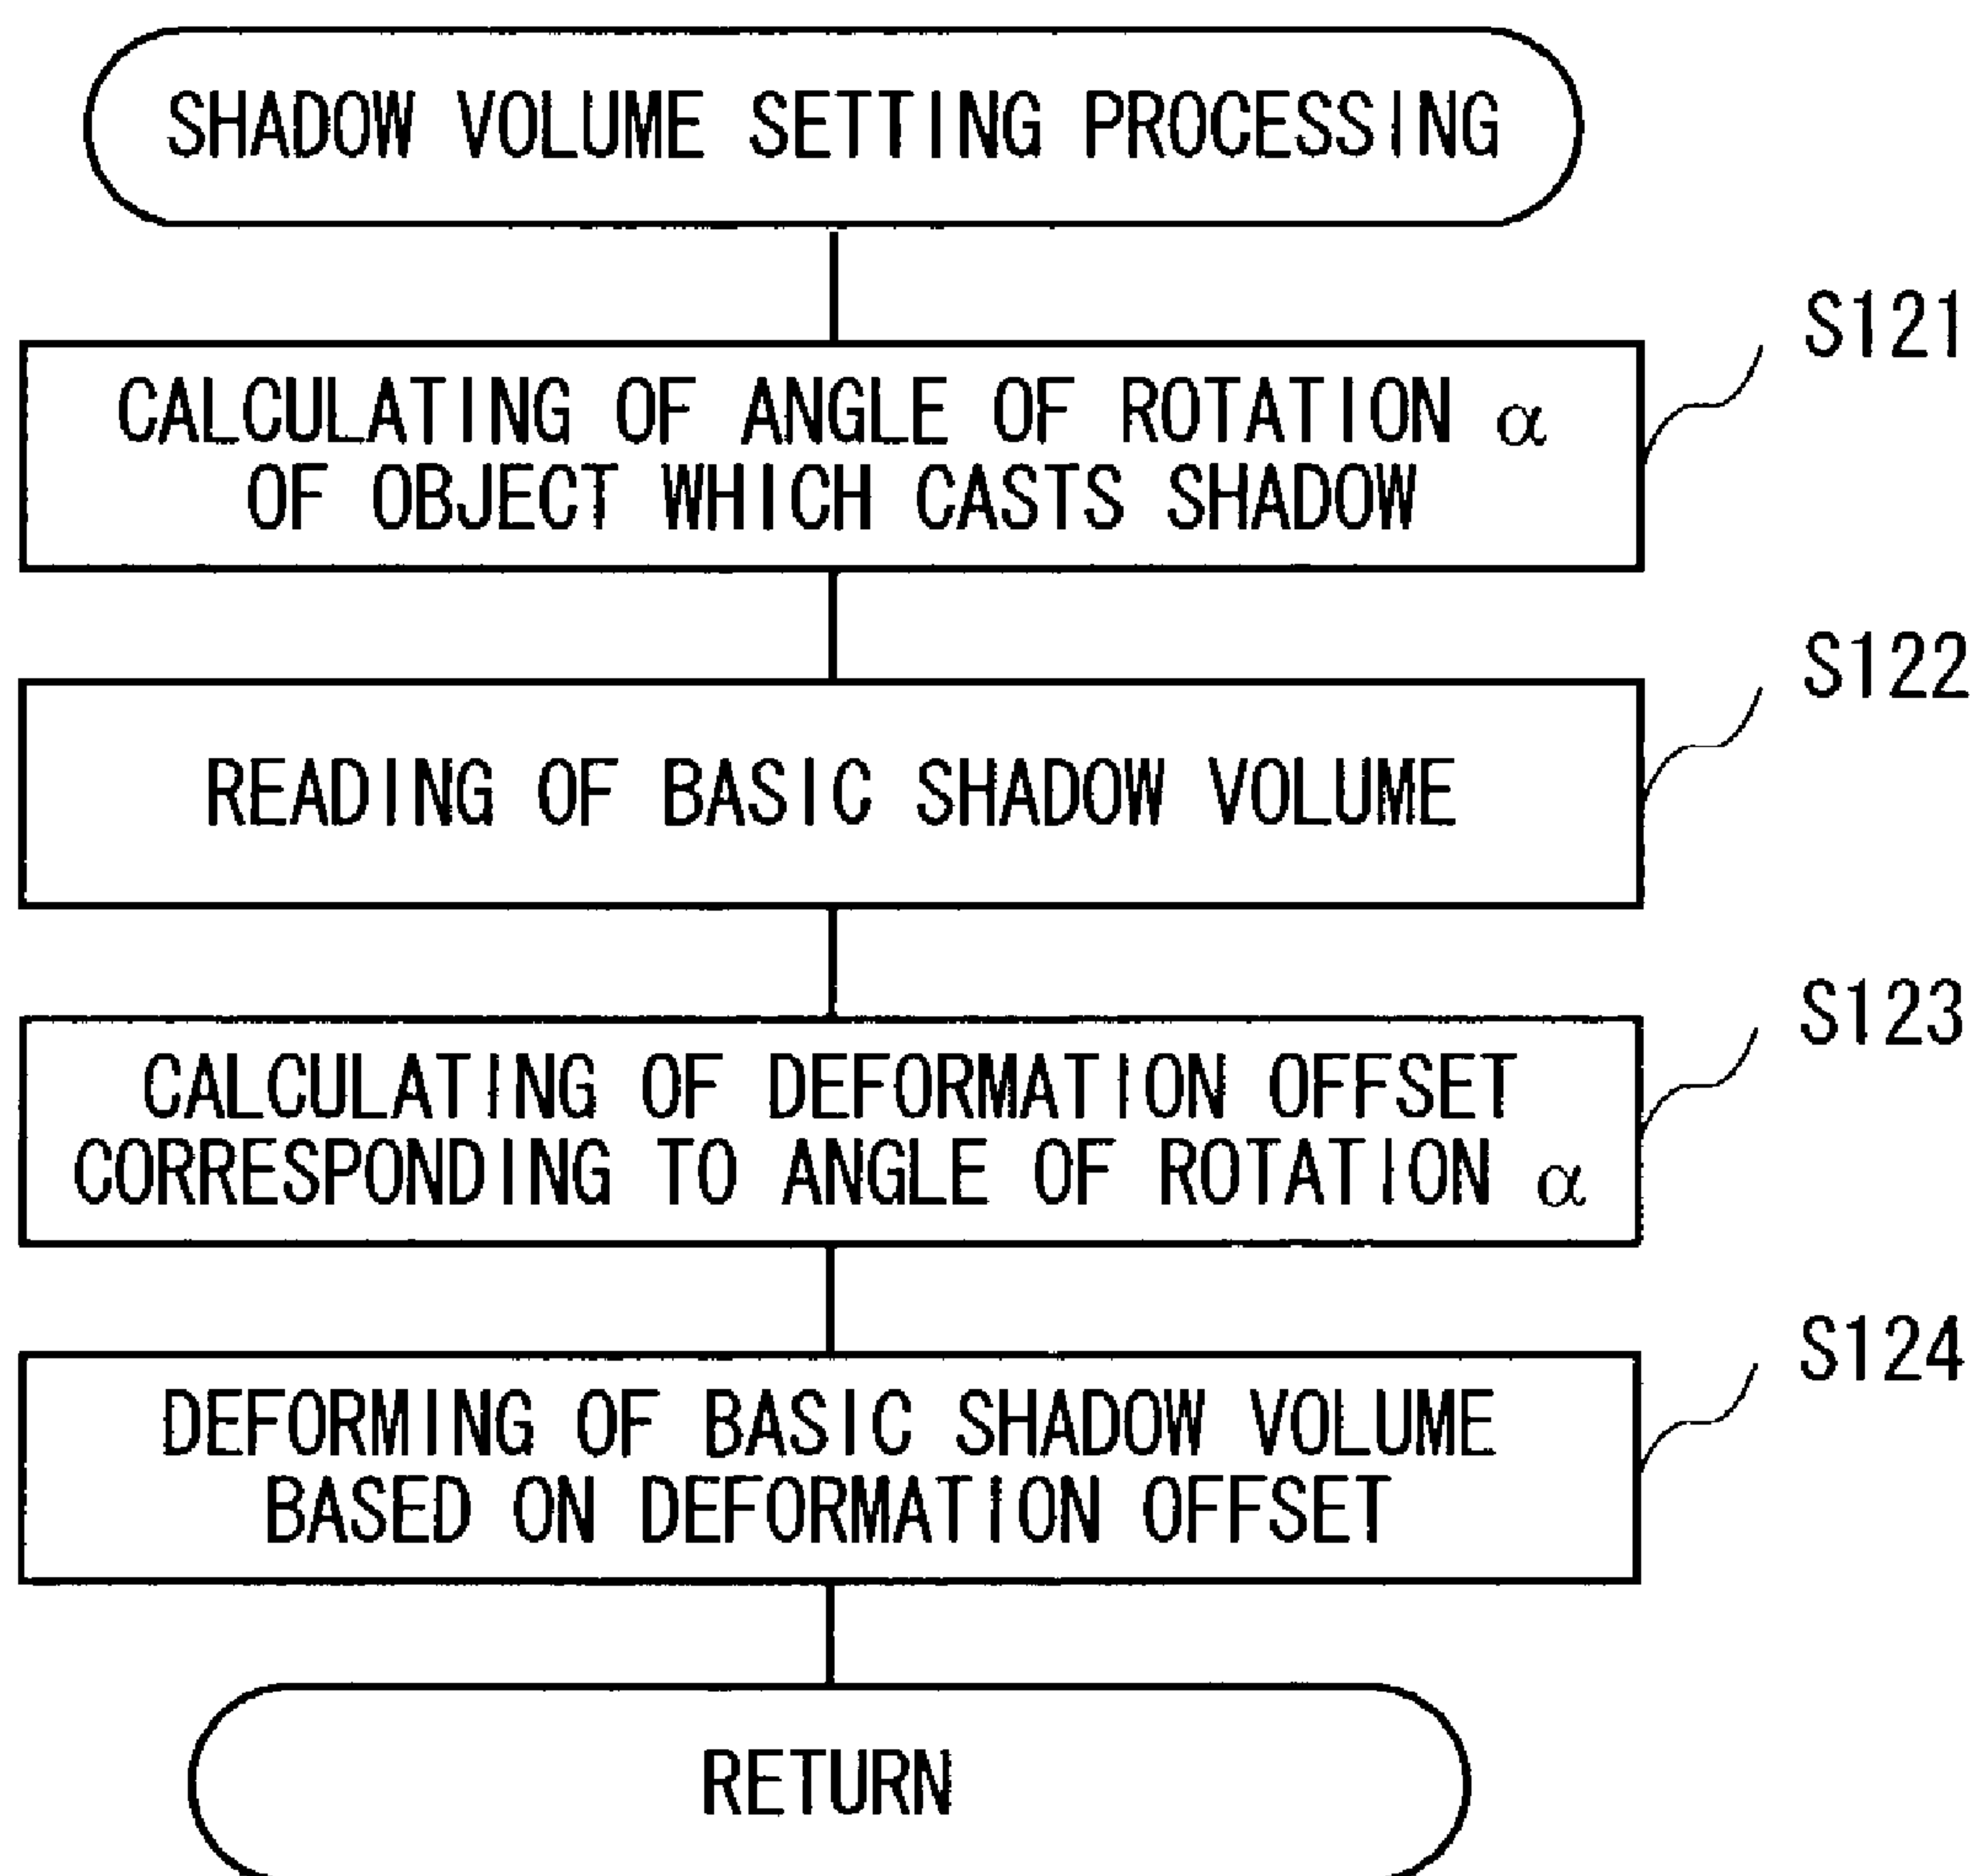 SHADOW VOLUME SETTING PROCESSING
S121
CALCULATING OF ANGLE OF ROTATION α
OF OBJECT WHICH CASTS SHADOW
S122
READING OF BASIC SHADOW VOLUME
S123
CALCULATING OF DEFORMATION OFFSET
CORRESPONDING TO ANGLE OF ROTATION α
S124
DEFORMING OF BASIC SHADOW VOLUME
BASED ON DEFORMATION OFFSET
RETURN